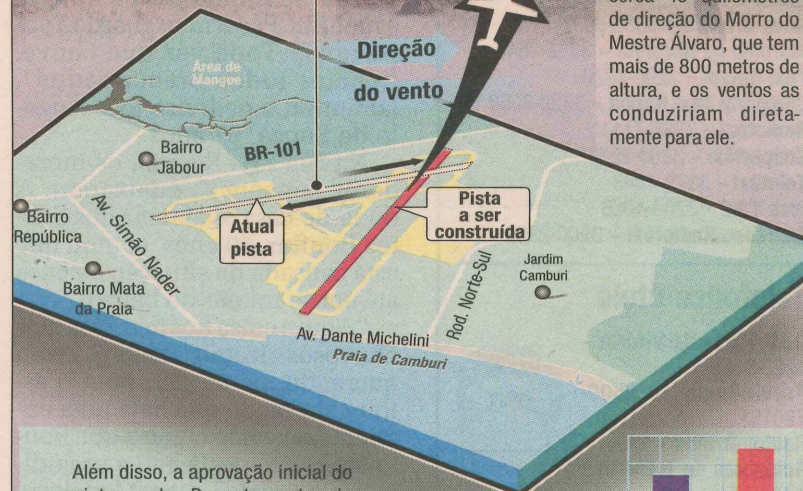 de direção do Morro do
Mestre Álvaro, que tem
mais de 800 metros de
altura, e os ventos as
conduziriam direta-
mente para ele.
Direção
do vento
Área de
Mangue
Bairro
Jabour
BR-101
Bairro
República
Av. Simão Nader
Atual
pista
Pista
a ser
construída
Bairro Mata
da Praia
Rod. Norte-Sul
Jardim
Camburi
Av. Dante Michelini
Praia de Camburi
Além disso, a aprovação inicial do